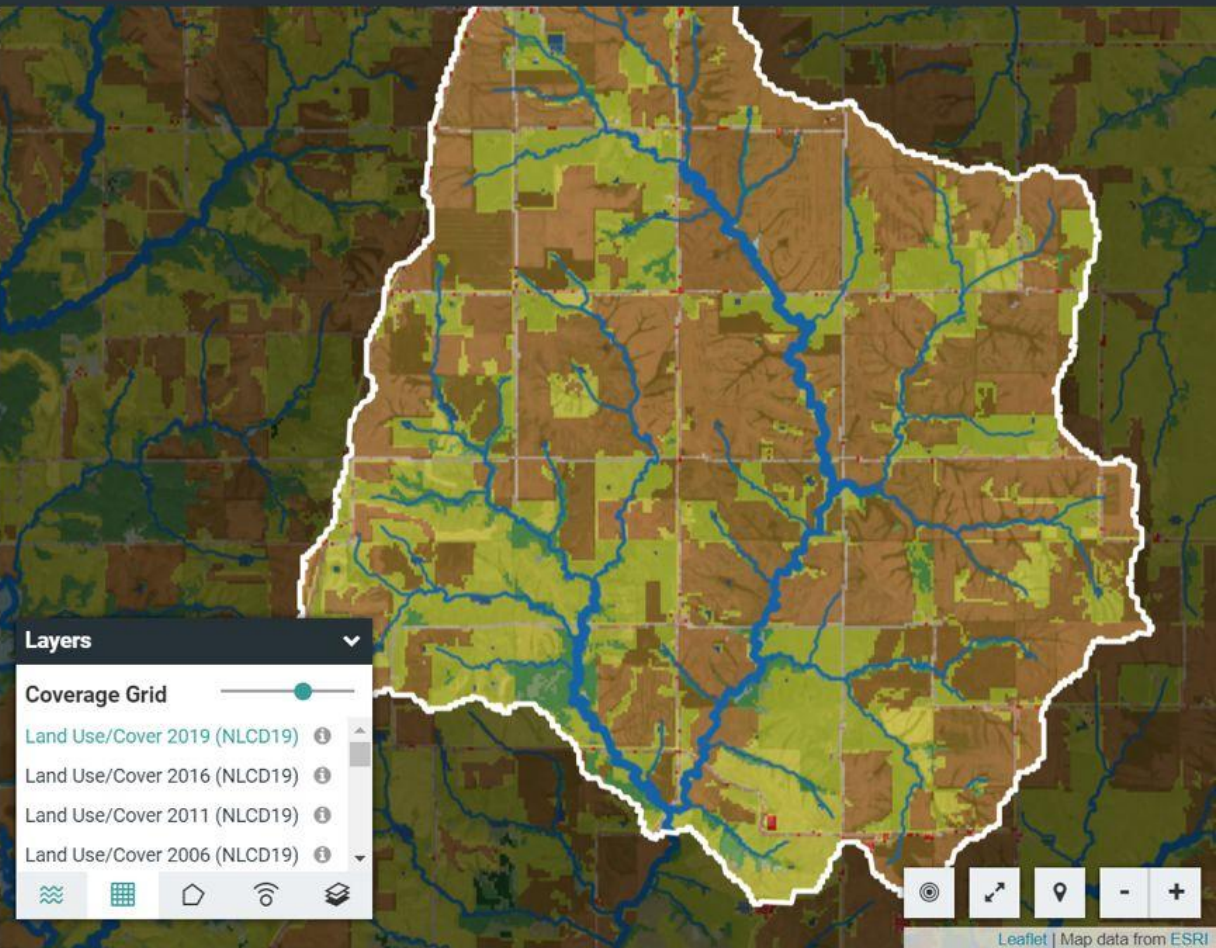 Layers
Coverage Grid
Land Use/Cover 2019 (NLCD19)
Land Use/Cover 2016 (NLCD19)
Land Use/Cover 2011 (NLCD19)
Land Use/Cover 2006 (NLCD19)
- +
Leaflet | Map data from ESRI